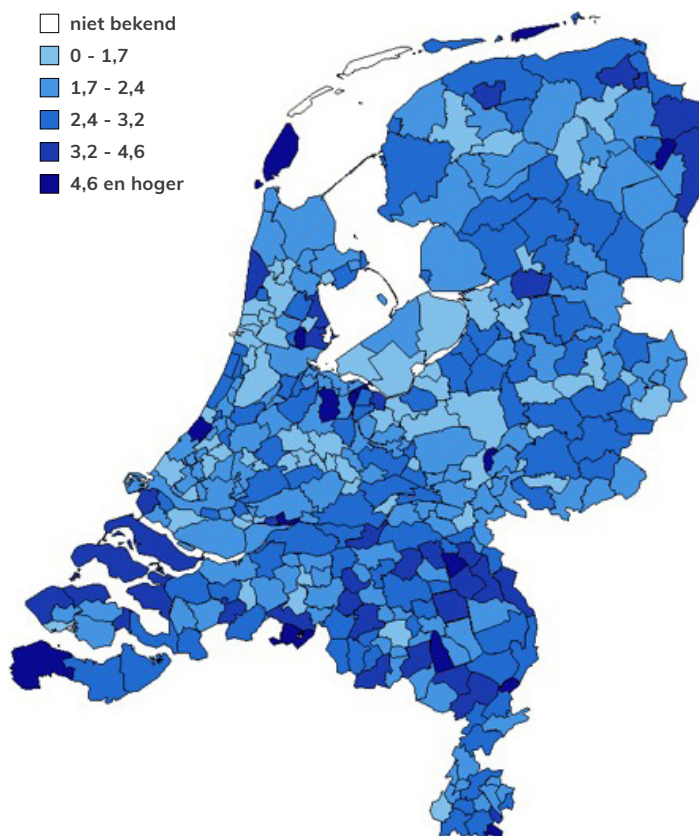 niet bekend
0 - 1,7
1,7 - 2,4
2,4 - 3,2
3,2 - 4,6
4,6 en hoger